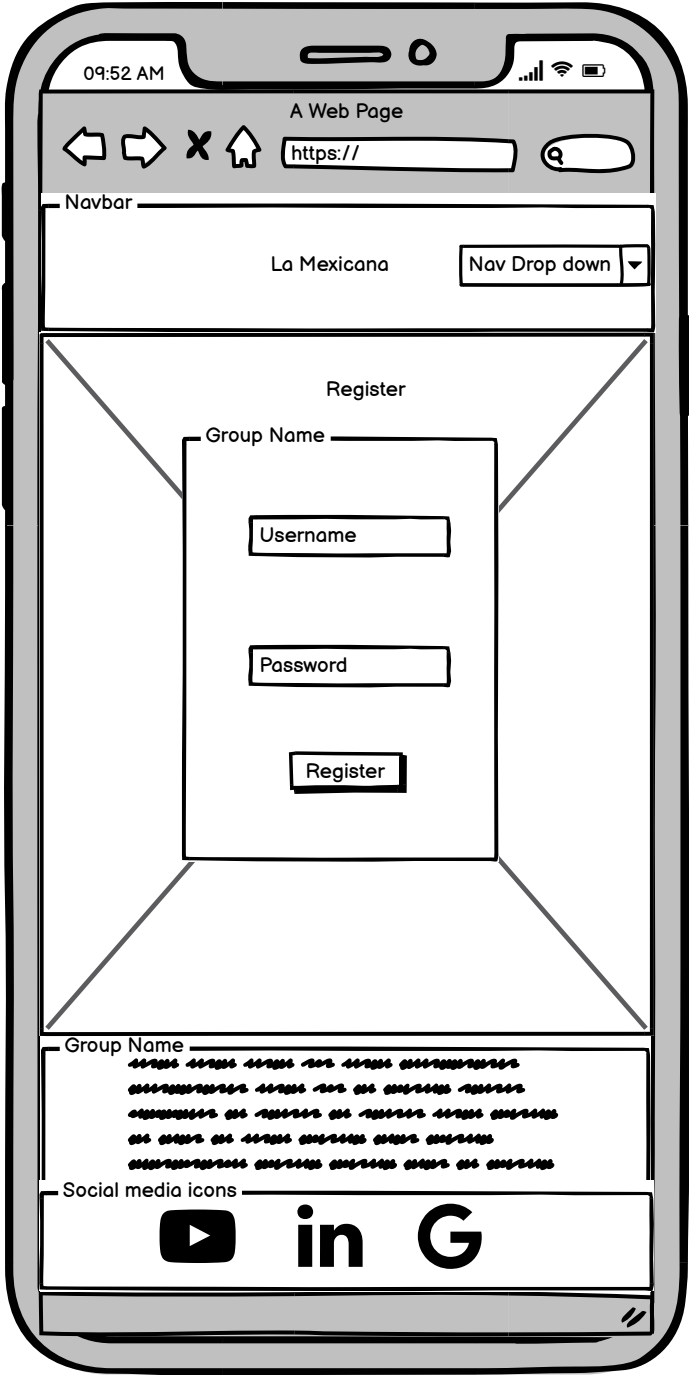 09:52 AM
A Web Page
https://
Navbar
La Mexicana
Nav Drop down
Register
Group Name
Username
Password
Register
Group Name
Social media icons
in
G